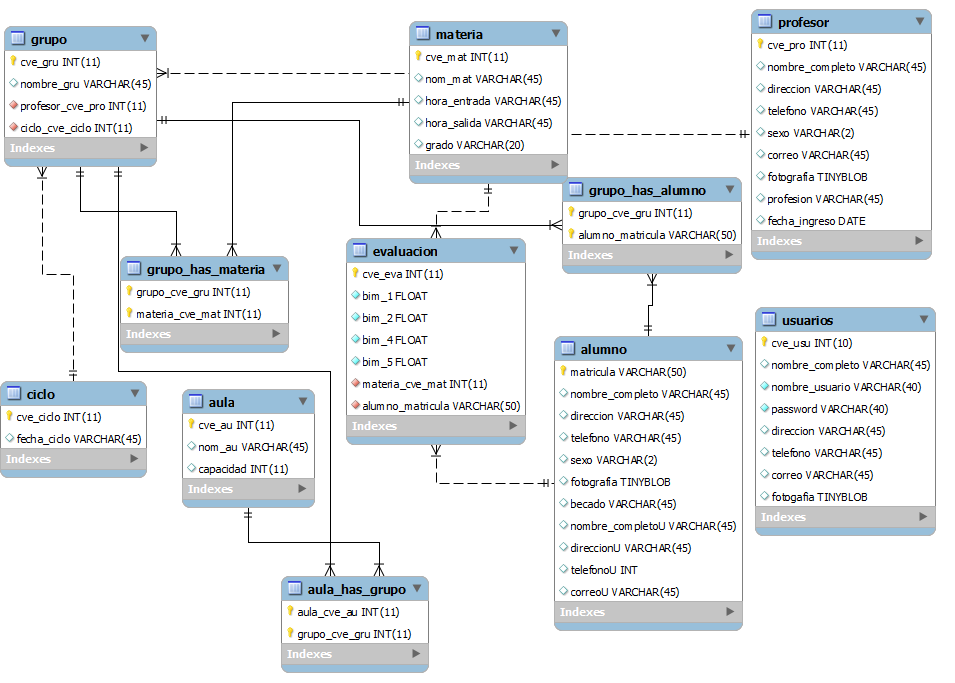 grupo
cve_gru INT(11)
nombre_gru VARCHAR(45)
profesor_cve_pro INT(11)
ciclo_cve_ciclo INT(11)
Indexes
materia
cve_mat INT(11)
nom_mat VARCHAR(45)
hora_entrada VARCHAR(45)
hora_salida VARCHAR(45)
grado VARCHAR(20)
Indexes
profesor
cve_pro INT(11)
nombre_completo VARCHAR(45)
direccion VARCHAR(45)
telefono VARCHAR(45)
sexo VARCHAR(2)
correo VARCHAR(45)
fotografia TINYBLOB
profesion VARCHAR(45)
fecha_ingreso DATE
Indexes
grupo_has_alumno
grupo_cve_gru INT(11)
alumno_matricula VARCHAR(50)
Indexes
grupo_has_materia
grupo_cve_gru INT(11)
materia_cve_mat INT(11)
Indexes
evaluacion
cve_eva INT(11)
bim_1 FLOAT
bim_2 FLOAT
bim_4 FLOAT
bim_5 FLOAT
materia_cve_mat INT(11)
alumno_matricula VARCHAR(50)
Indexes
usuarios
cve_usu INT(10)
nombre_completo VARCHAR(45)
nombre_usuario VARCHAR(40)
password VARCHAR(40)
direccion VARCHAR(45)
telefono VARCHAR(45)
correo VARCHAR(45)
fotogafia TINYBLOB
Indexes
alumno
matricula VARCHAR(50)
nombre_completo VARCHAR(45)
direccion VARCHAR(45)
telefono VARCHAR(45)
sexo VARCHAR(2)
fotografia TINYBLOB
becado VARCHAR(45)
nombre_completoU VARCHAR(45)
direccionU VARCHAR(45)
telefonoU INT
correoU VARCHAR(45)
Indexes
ciclo
cve_ciclo INT(11)
fecha_ciclo VARCHAR(45)
Indexes
aula
cve_au INT(11)
nom_au VARCHAR(45)
capacidad INT(11)
Indexes
aula_has_grupo
aula_cve_au INT(11)
grupo_cve_gru INT(11)
Indexes